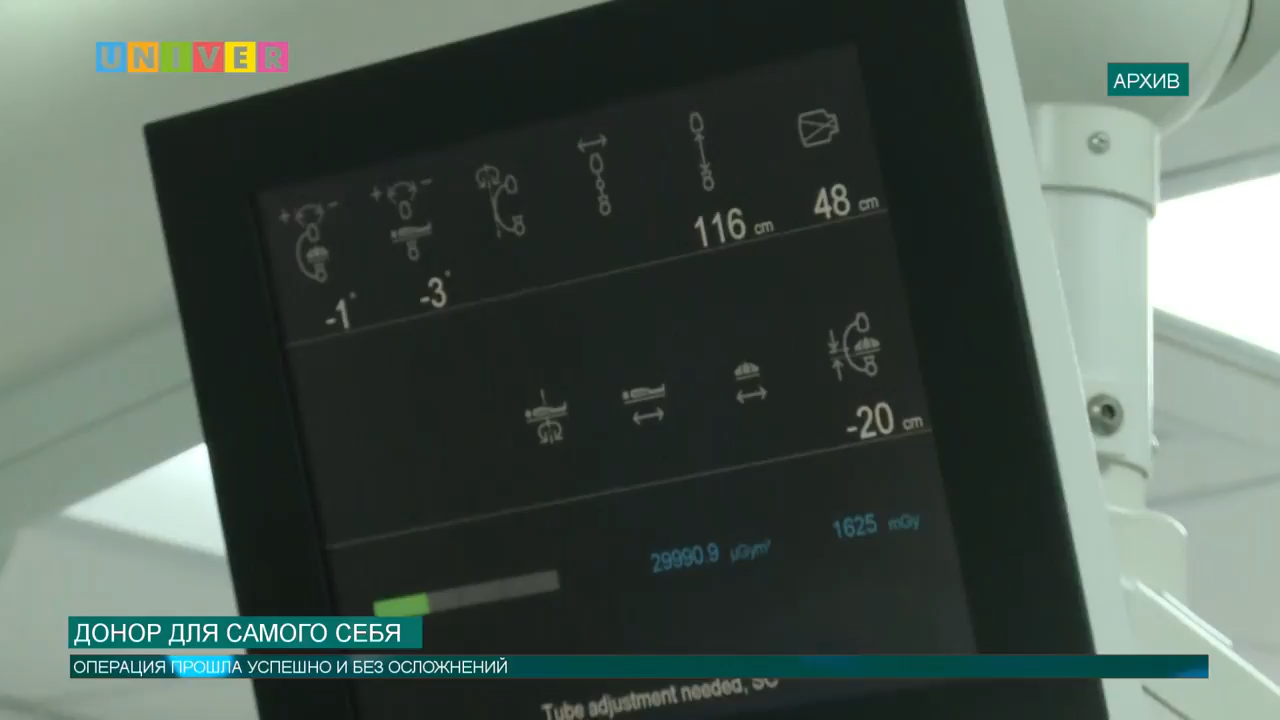 UNIVER
АРХИВ
-1°
-3°
116 cm
48 cm
-20 cm
29990.9 µGym²
1625 mGy
Tube adjustment needed,
ДОНОР ДЛЯ САМОГО СЕБЯ
ОПЕРАЦИЯ ПРОШЛА УСПЕШНО И БЕЗ ОСЛОЖНЕНИЙ